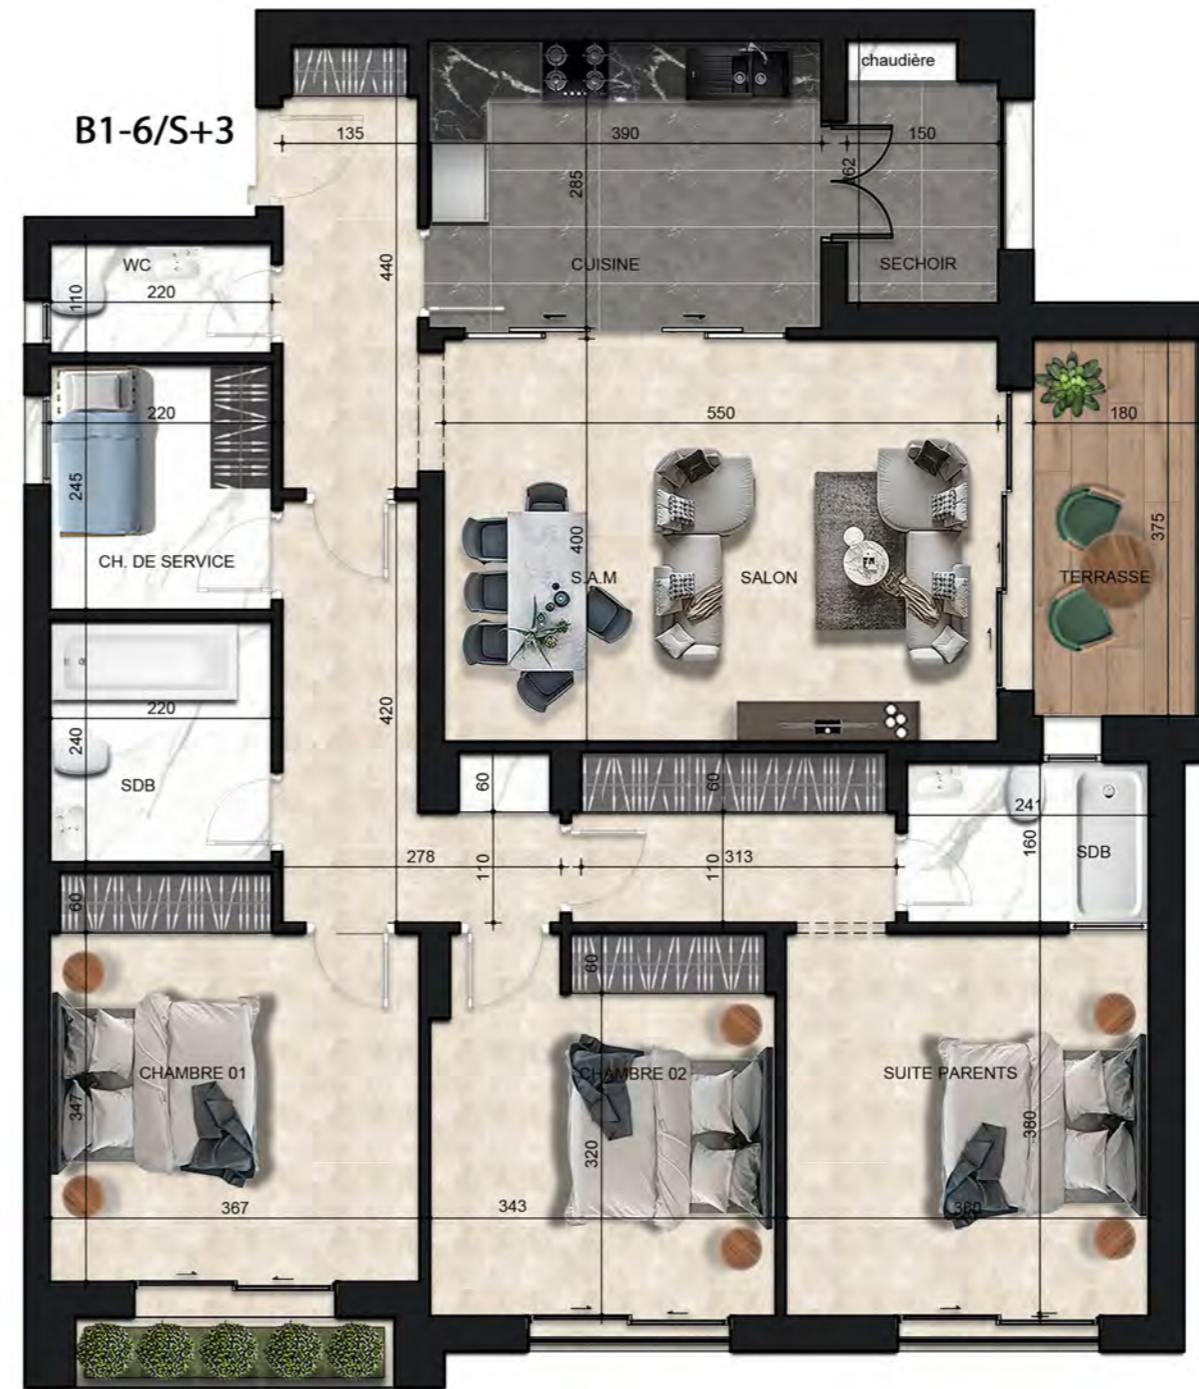 chaudière
B1-6/S+3
135
390
150
285
262
440
CUISINE
SECHOIR
WC
110
220
220
550
180
245
400
375
CH. DE SERVICE
S.A.M
SALON
TERRASSE
220
420
240
SDB
60
60
241
160
SDB
278
110
110
313
60
60
CHAMBRE 01
CHAMBRE 02
SUITE PARENTS
347
320
380
367
343
360